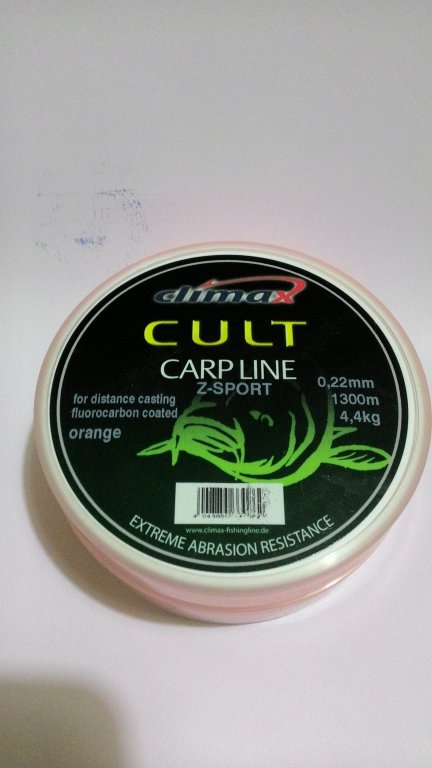 climax
CULT
CARP LINE
Z-SPORT
0,22mm
1300m
4,4kg
for distance casting
fluorocarbon coated
orange
www.climax-fishingline.de
EXTREME ABRASION RESISTANCE